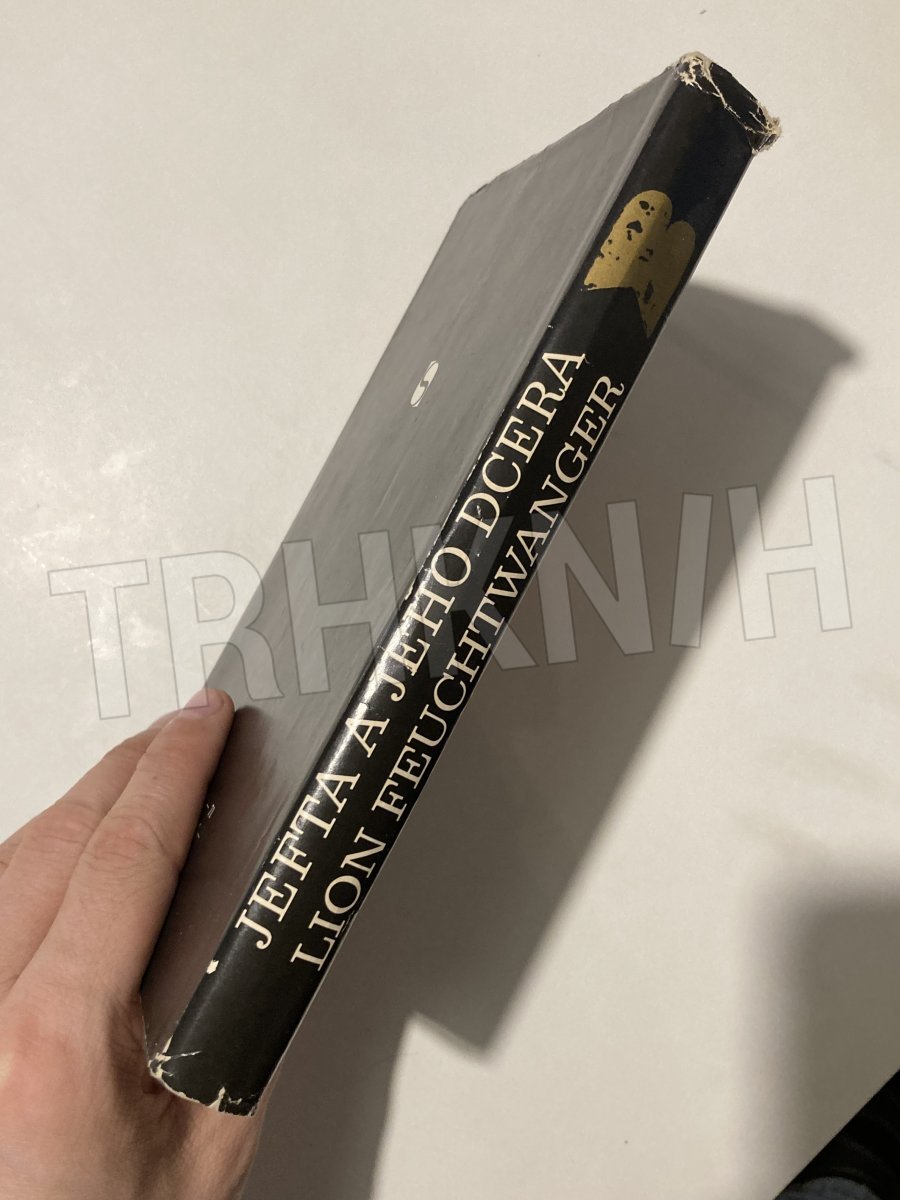 JEFTA A JEHO DCERA
LION FEUCHTWANGER
TRHKNIH